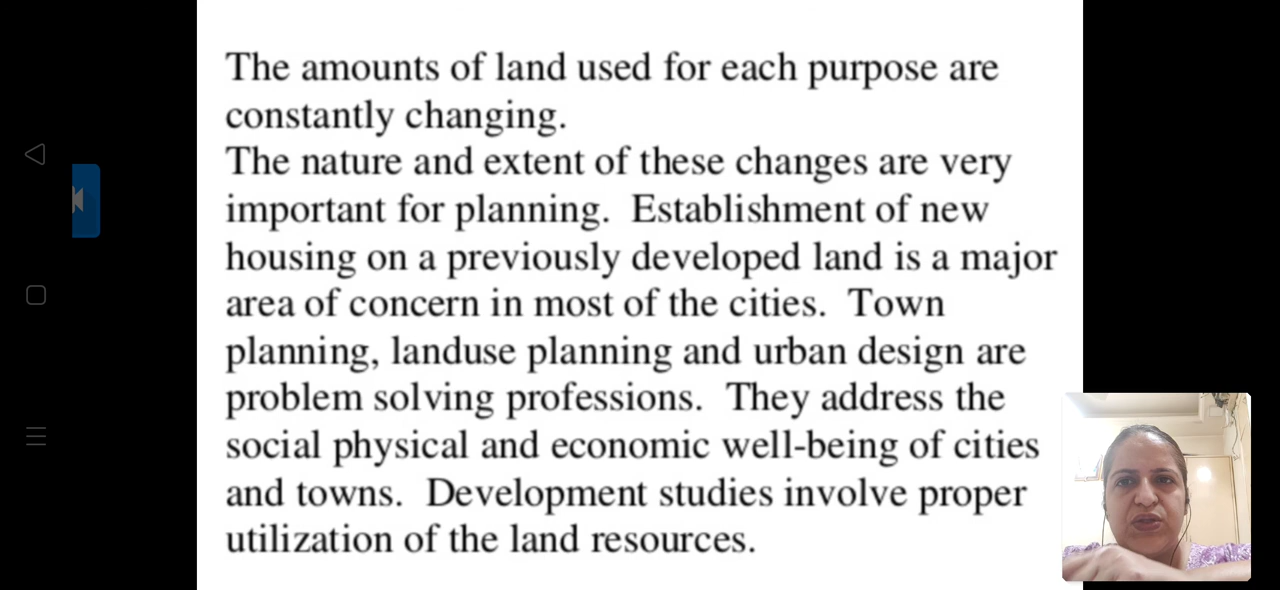 The amounts of land used for each purpose are
constantly changing.
The nature and extent of these changes are very
important for planning.  Establishment of new
housing on a previously developed land is a major
area of concern in most of the cities.  Town
planning, landuse planning and urban design are
problem solving professions.  They address the
social physical and economic well-being of cities
and towns.  Development studies involve proper
utilization of the land resources.